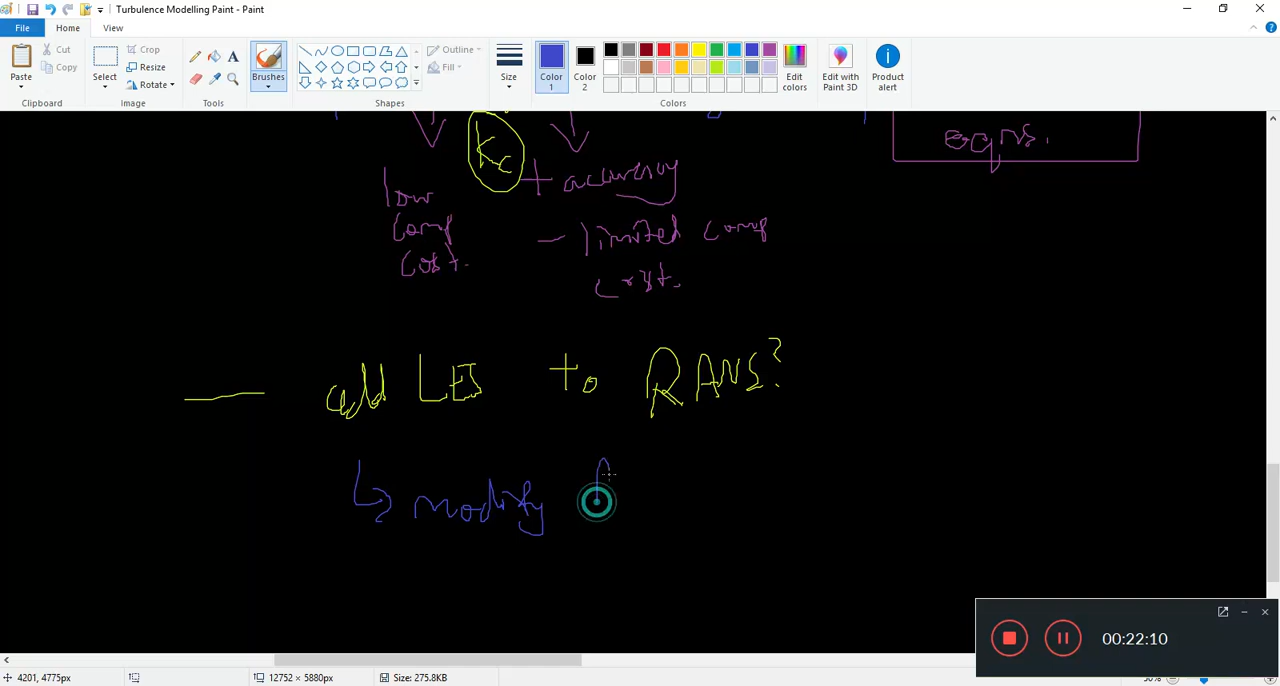 Turbulence Modelling Paint - Paint
File Home View
Paste Cut Copy Clipboard
Select Crop Resize Rotate Image
Tools
Brushes
Shapes Outline Fill
Size
Color 1 Color 2 Edit colors Colors
Edit with Paint 3D
Product alert
eqns.
+ accuracy
low comp cost.
- limited comp cost.
— add LES to RANS?
↳ modify
00:22:10
4201, 4775px
12752 × 5880px
Size: 275.8KB
50%